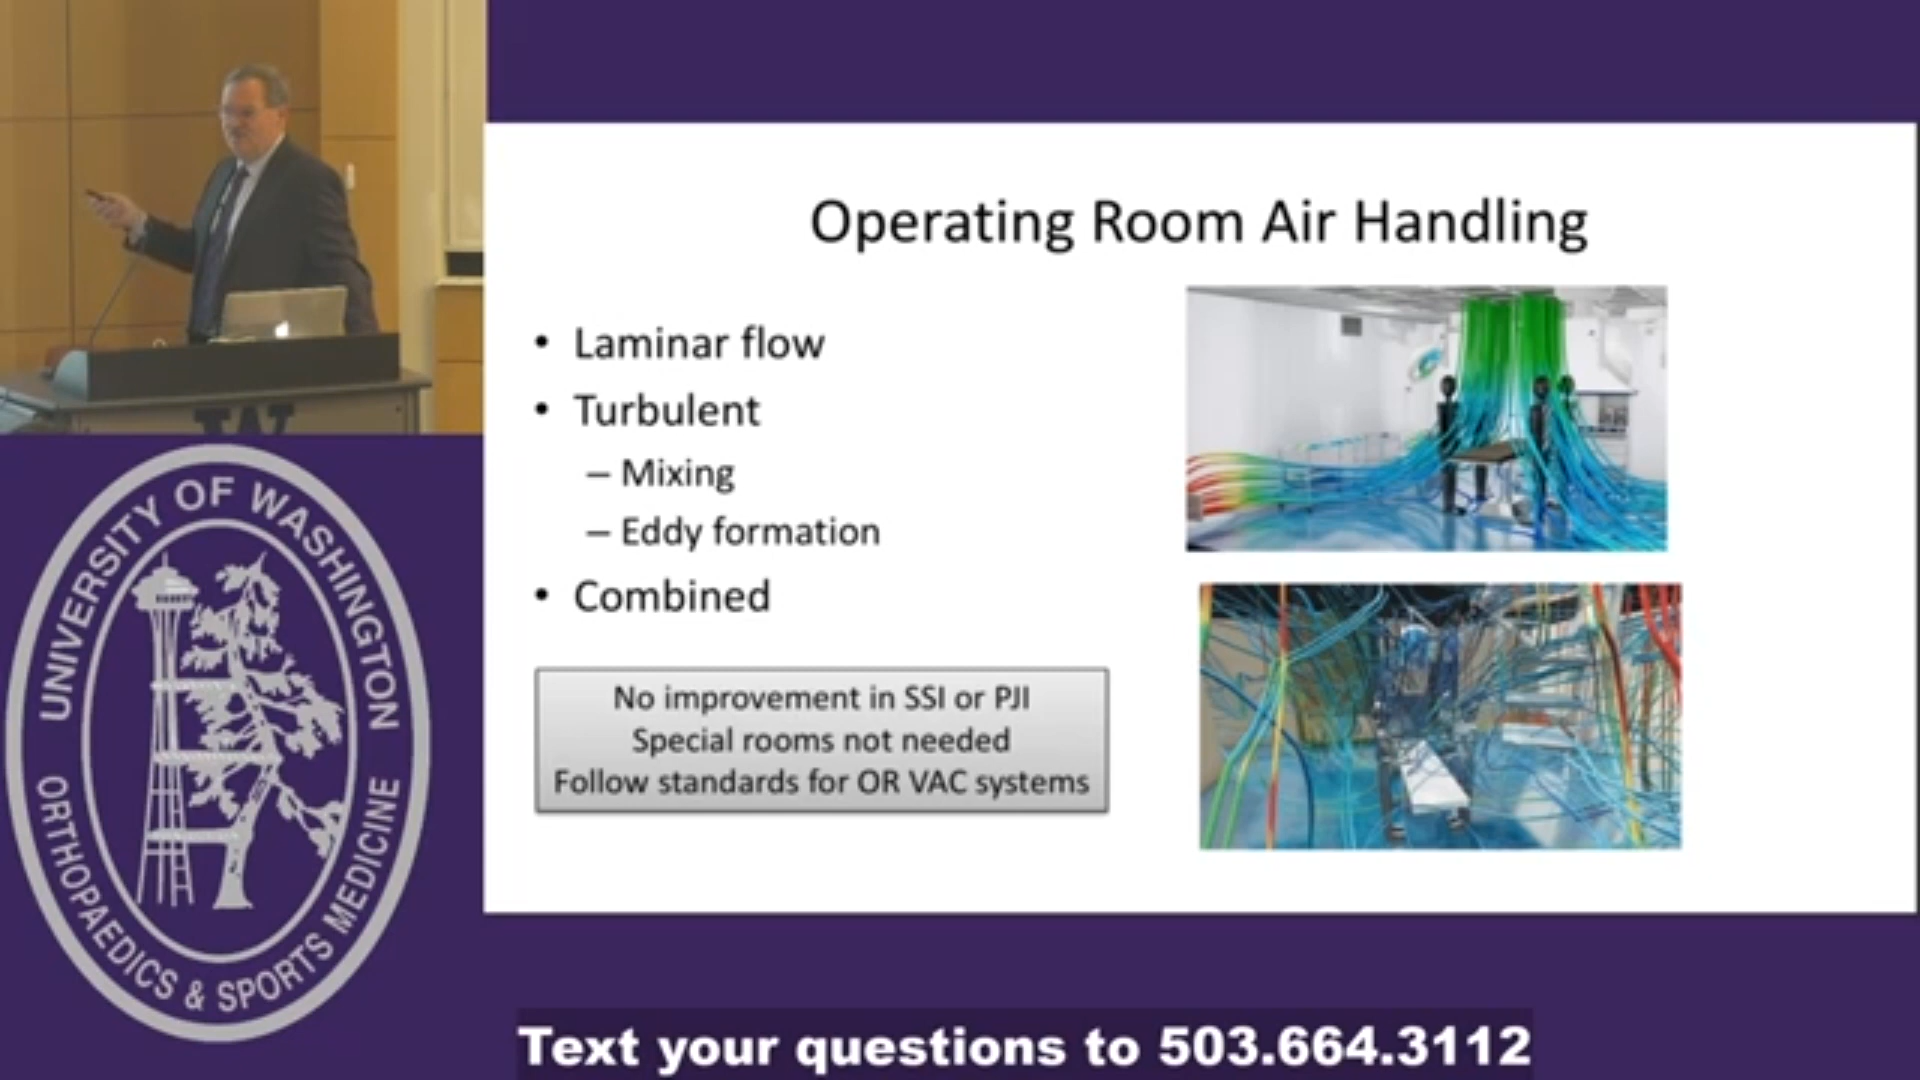 Operating Room Air Handling
• Laminar flow
• Turbulent
– Mixing
– Eddy formation
• Combined
No improvement in SSI or PJI
Special rooms not needed
Follow standards for OR VAC systems
UNIVERSITY OF WASHINGTON
ORTHOPAEDICS & SPORTS MEDICINE
Text your questions to 503.664.3112